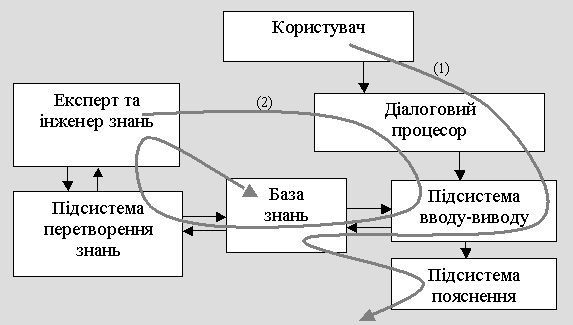 Користувач
(1)
Експерт та
інженер знань
(2)
Діалоговий
процесор
База
знань
Підсистема
вводу-виводу
Підсистема
перетворення
знань
Підсистема
пояснення